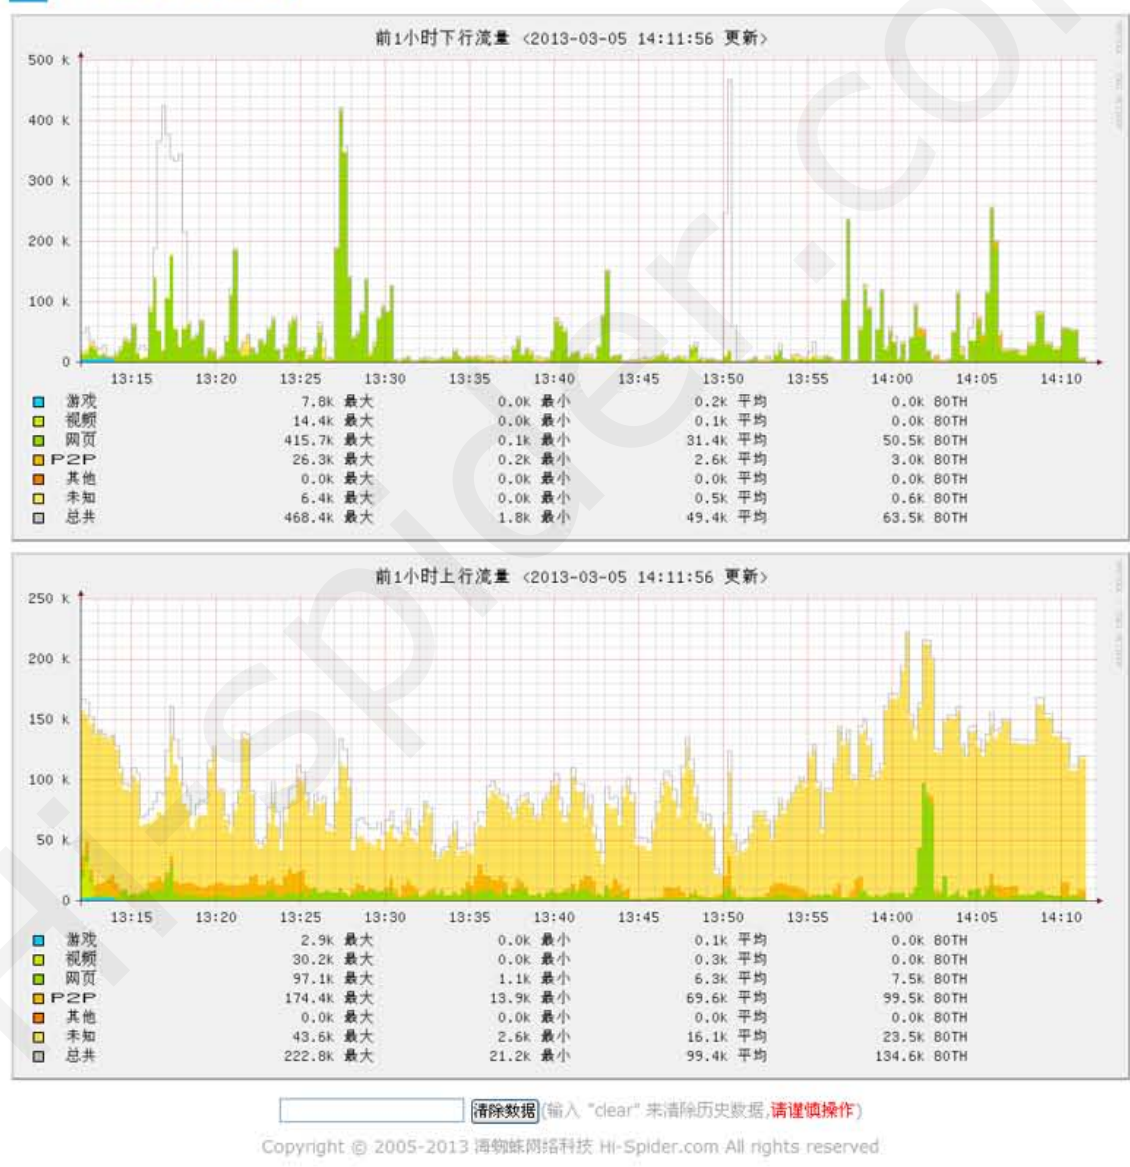 前1小时下行流量 <2013-03-05 14:11:56 更新>
500 k
400 k
300 k
200 k
100 k
0
13:15 13:20 13:25 13:30 13:35 13:40 13:45 13:50 13:55 14:00 14:05 14:10
游戏 7.8k 最大 0.0k 最小 0.2k 平均 0.0k 80TH
视频 14.4k 最大 0.0k 最小 0.1k 平均 0.0k 80TH
网页 415.7k 最大 0.1k 最小 31.4k 平均 50.5k 80TH
P2P 26.3k 最大 0.2k 最小 2.6k 平均 3.0k 80TH
其他 0.0k 最大 0.0k 最小 0.0k 平均 0.0k 80TH
未知 6.4k 最大 0.0k 最小 0.5k 平均 0.6k 80TH
总共 468.4k 最大 1.8k 最小 49.4k 平均 63.5k 80TH
前1小时上行流量 <2013-03-05 14:11:56 更新>
250 k
200 k
150 k
100 k
50 k
0
13:15 13:20 13:25 13:30 13:35 13:40 13:45 13:50 13:55 14:00 14:05 14:10
游戏 2.9k 最大 0.0k 最小 0.1k 平均 0.0k 80TH
视频 30.2k 最大 0.0k 最小 0.3k 平均 0.0k 80TH
网页 97.1k 最大 1.1k 最小 6.3k 平均 7.5k 80TH
P2P 174.4k 最大 13.9k 最小 69.6k 平均 99.5k 80TH
其他 0.0k 最大 0.0k 最小 0.0k 平均 0.0k 80TH
未知 43.6k 最大 2.6k 最小 16.1k 平均 23.5k 80TH
总共 222.8k 最大 21.2k 最小 99.4k 平均 134.6k 80TH
清除数据 (输入 "clear" 来清除历史数据,请谨慎操作)
Copyright © 2005-2013 海蜘蛛网络科技 Hi-Spider.com All rights reserved
Hi-Spider.com